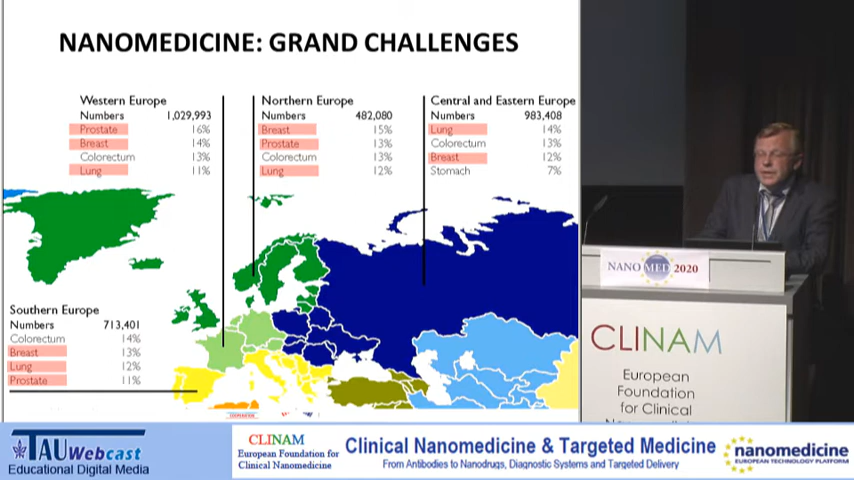 NANOMEDICINE: GRAND CHALLENGES
Western Europe
Numbers 1,029,993
Prostate 16%
Breast 14%
Colorectum 13%
Lung 11%
Northern Europe
Numbers 482,080
Breast 15%
Prostate 13%
Colorectum 13%
Lung 12%
Central and Eastern Europe
Numbers 983,408
Lung 14%
Colorectum 13%
Breast 12%
Stomach 7%
Southern Europe
Numbers 713,401
Colorectum 14%
Breast 13%
Lung 12%
Prostate 11%
NANOMED 2020
CLINAM
European
Foundation
for Clinical
TAU Webcast
Educational Digital Media
CLINAM
European Foundation for
Clinical Nanomedicine
Clinical Nanomedicine & Targeted Medicine
From Antibodies to Nanodrugs, Diagnostic Systems and Targeted Delivery
nanomedicine
EUROPEAN TECHNOLOGY PLATFORM